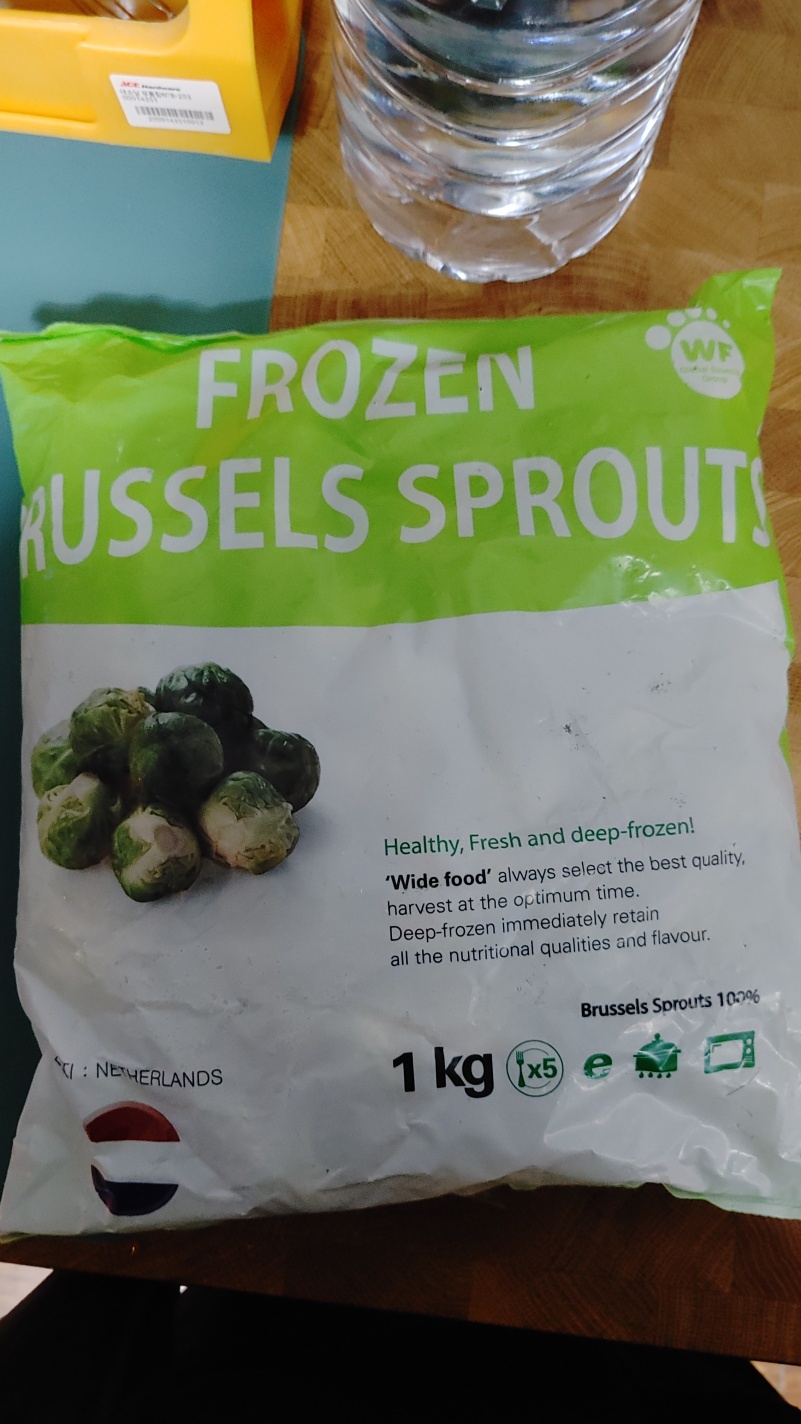 ACE Hardware
FROZEN
WF
RUSSELS SPROUTS
Healthy, Fresh and deep-frozen!
‘Wide food’ always select the best quality,
harvest at the optimum time.
Deep-frozen immediately retain
all the nutritional qualities and flavour.
Brussels Sprouts 100%
: NETHERLANDS
1 kg x5 e